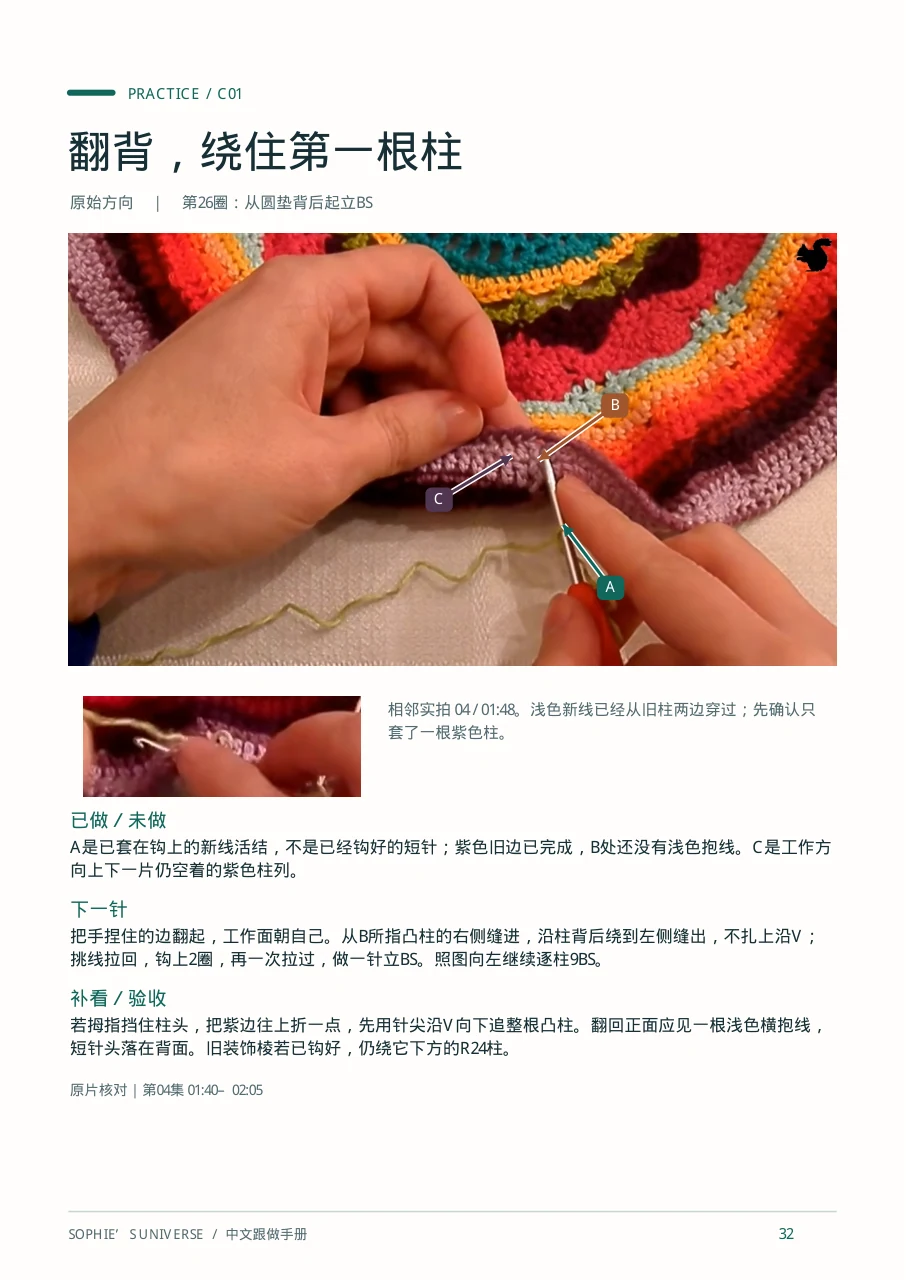 PRACTICE / C01
翻背，绕住第一根柱
原始方向 | 第26圈：从圆垫背后起立BS
B
C
A
相邻实拍 04 / 01:48。浅色新线已经从旧柱两边穿过；先确认只
套了一根紫色柱。
已做 / 未做
A是已套在钩上的新线活结，不是已经钩好的短针；紫色旧边已完成，B处还没有浅色抱线。C是工作方
向上下一片仍空着的紫色柱列。
下一针
把手捏住的边翻起，工作面朝自己。从B所指凸柱的右侧缝进，沿柱背后绕到左侧缝出，不扎上沿V；
挑线拉回，钩上2圈，再一次拉过，做一针立BS。照图向左继续逐柱9BS。
补看 / 验收
若拇指挡住柱头，把紫边往上折一点，先用针尖沿V向下追整根凸柱。翻回正面应见一根浅色横抱线，
短针头落在背面。旧装饰棱若已钩好，仍绕它下方的R24柱。
原片核对 | 第04集 01:40–02:05
SOPHIE’S UNIVERSE / 中文跟做手册
32